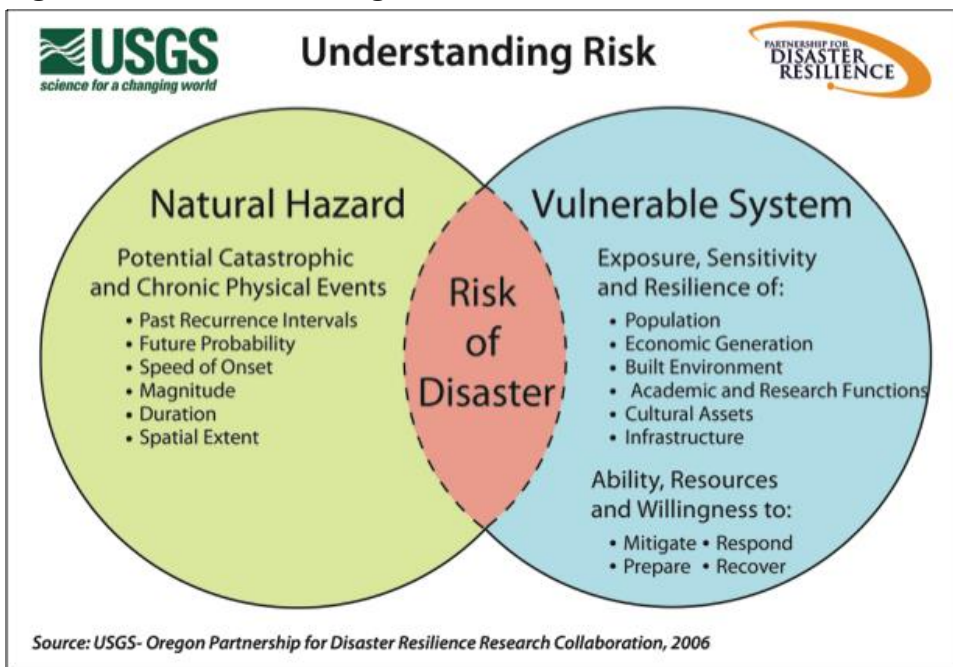 USGS
science for a changing world
Understanding Risk
PARTNERSHIP FOR
DISASTER
RESILIENCE
Natural Hazard
Potential Catastrophic
and Chronic Physical Events
• Past Recurrence Intervals
• Future Probability
• Speed of Onset
• Magnitude
• Duration
• Spatial Extent
Risk
of
Disaster
Vulnerable System
Exposure, Sensitivity
and Resilience of:
• Population
• Economic Generation
• Built Environment
• Academic and Research Functions
• Cultural Assets
• Infrastructure
Ability, Resources
and Willingness to:
• Mitigate • Respond
• Prepare • Recover
Source: USGS- Oregon Partnership for Disaster Resilience Research Collaboration, 2006